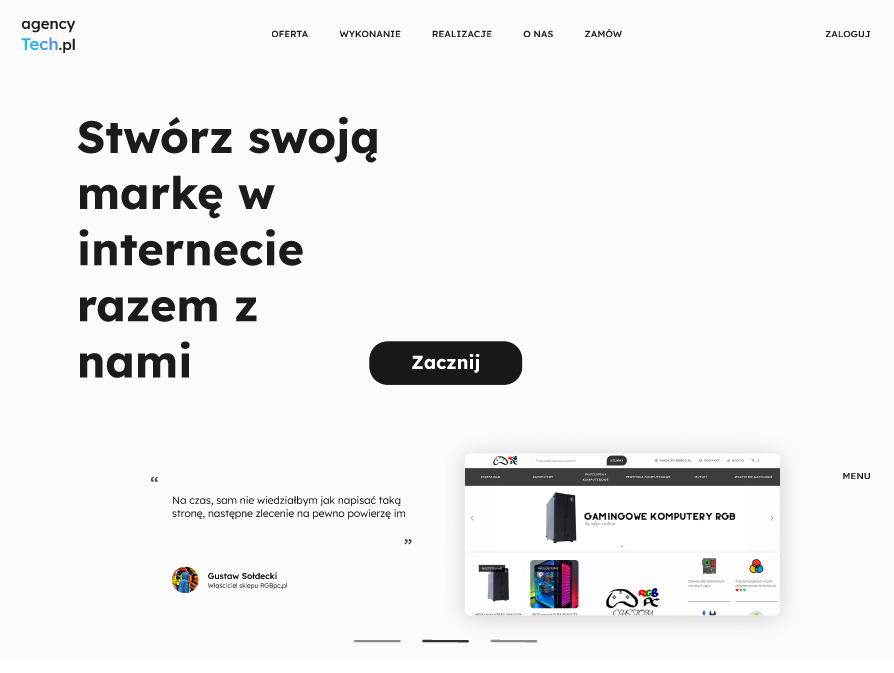 agency
Tech.pl
OFERTA WYKONANIE REALIZACJE O NAS ZAMÓW
ZALOGUJ
Stwórz swoją
markę w
internecie
razem z
nami
Zacznij
MENU
“
Na czas, sam nie wiedziałbym jak napisać taką
stronę, następne zlecenie na pewno powierzę im
”
Gustaw Sołdecki
Właściciel sklepu RGBpc.pl
GAMINGOWE KOMPUTERY RGB
RGB
PC